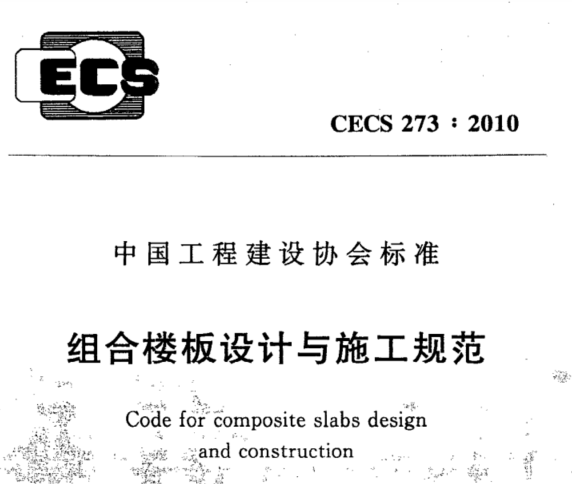 ECS
CECS 273：2010
中国工程建设协会标准
组合楼板设计与施工规范
Code for composite slabs design
and construction